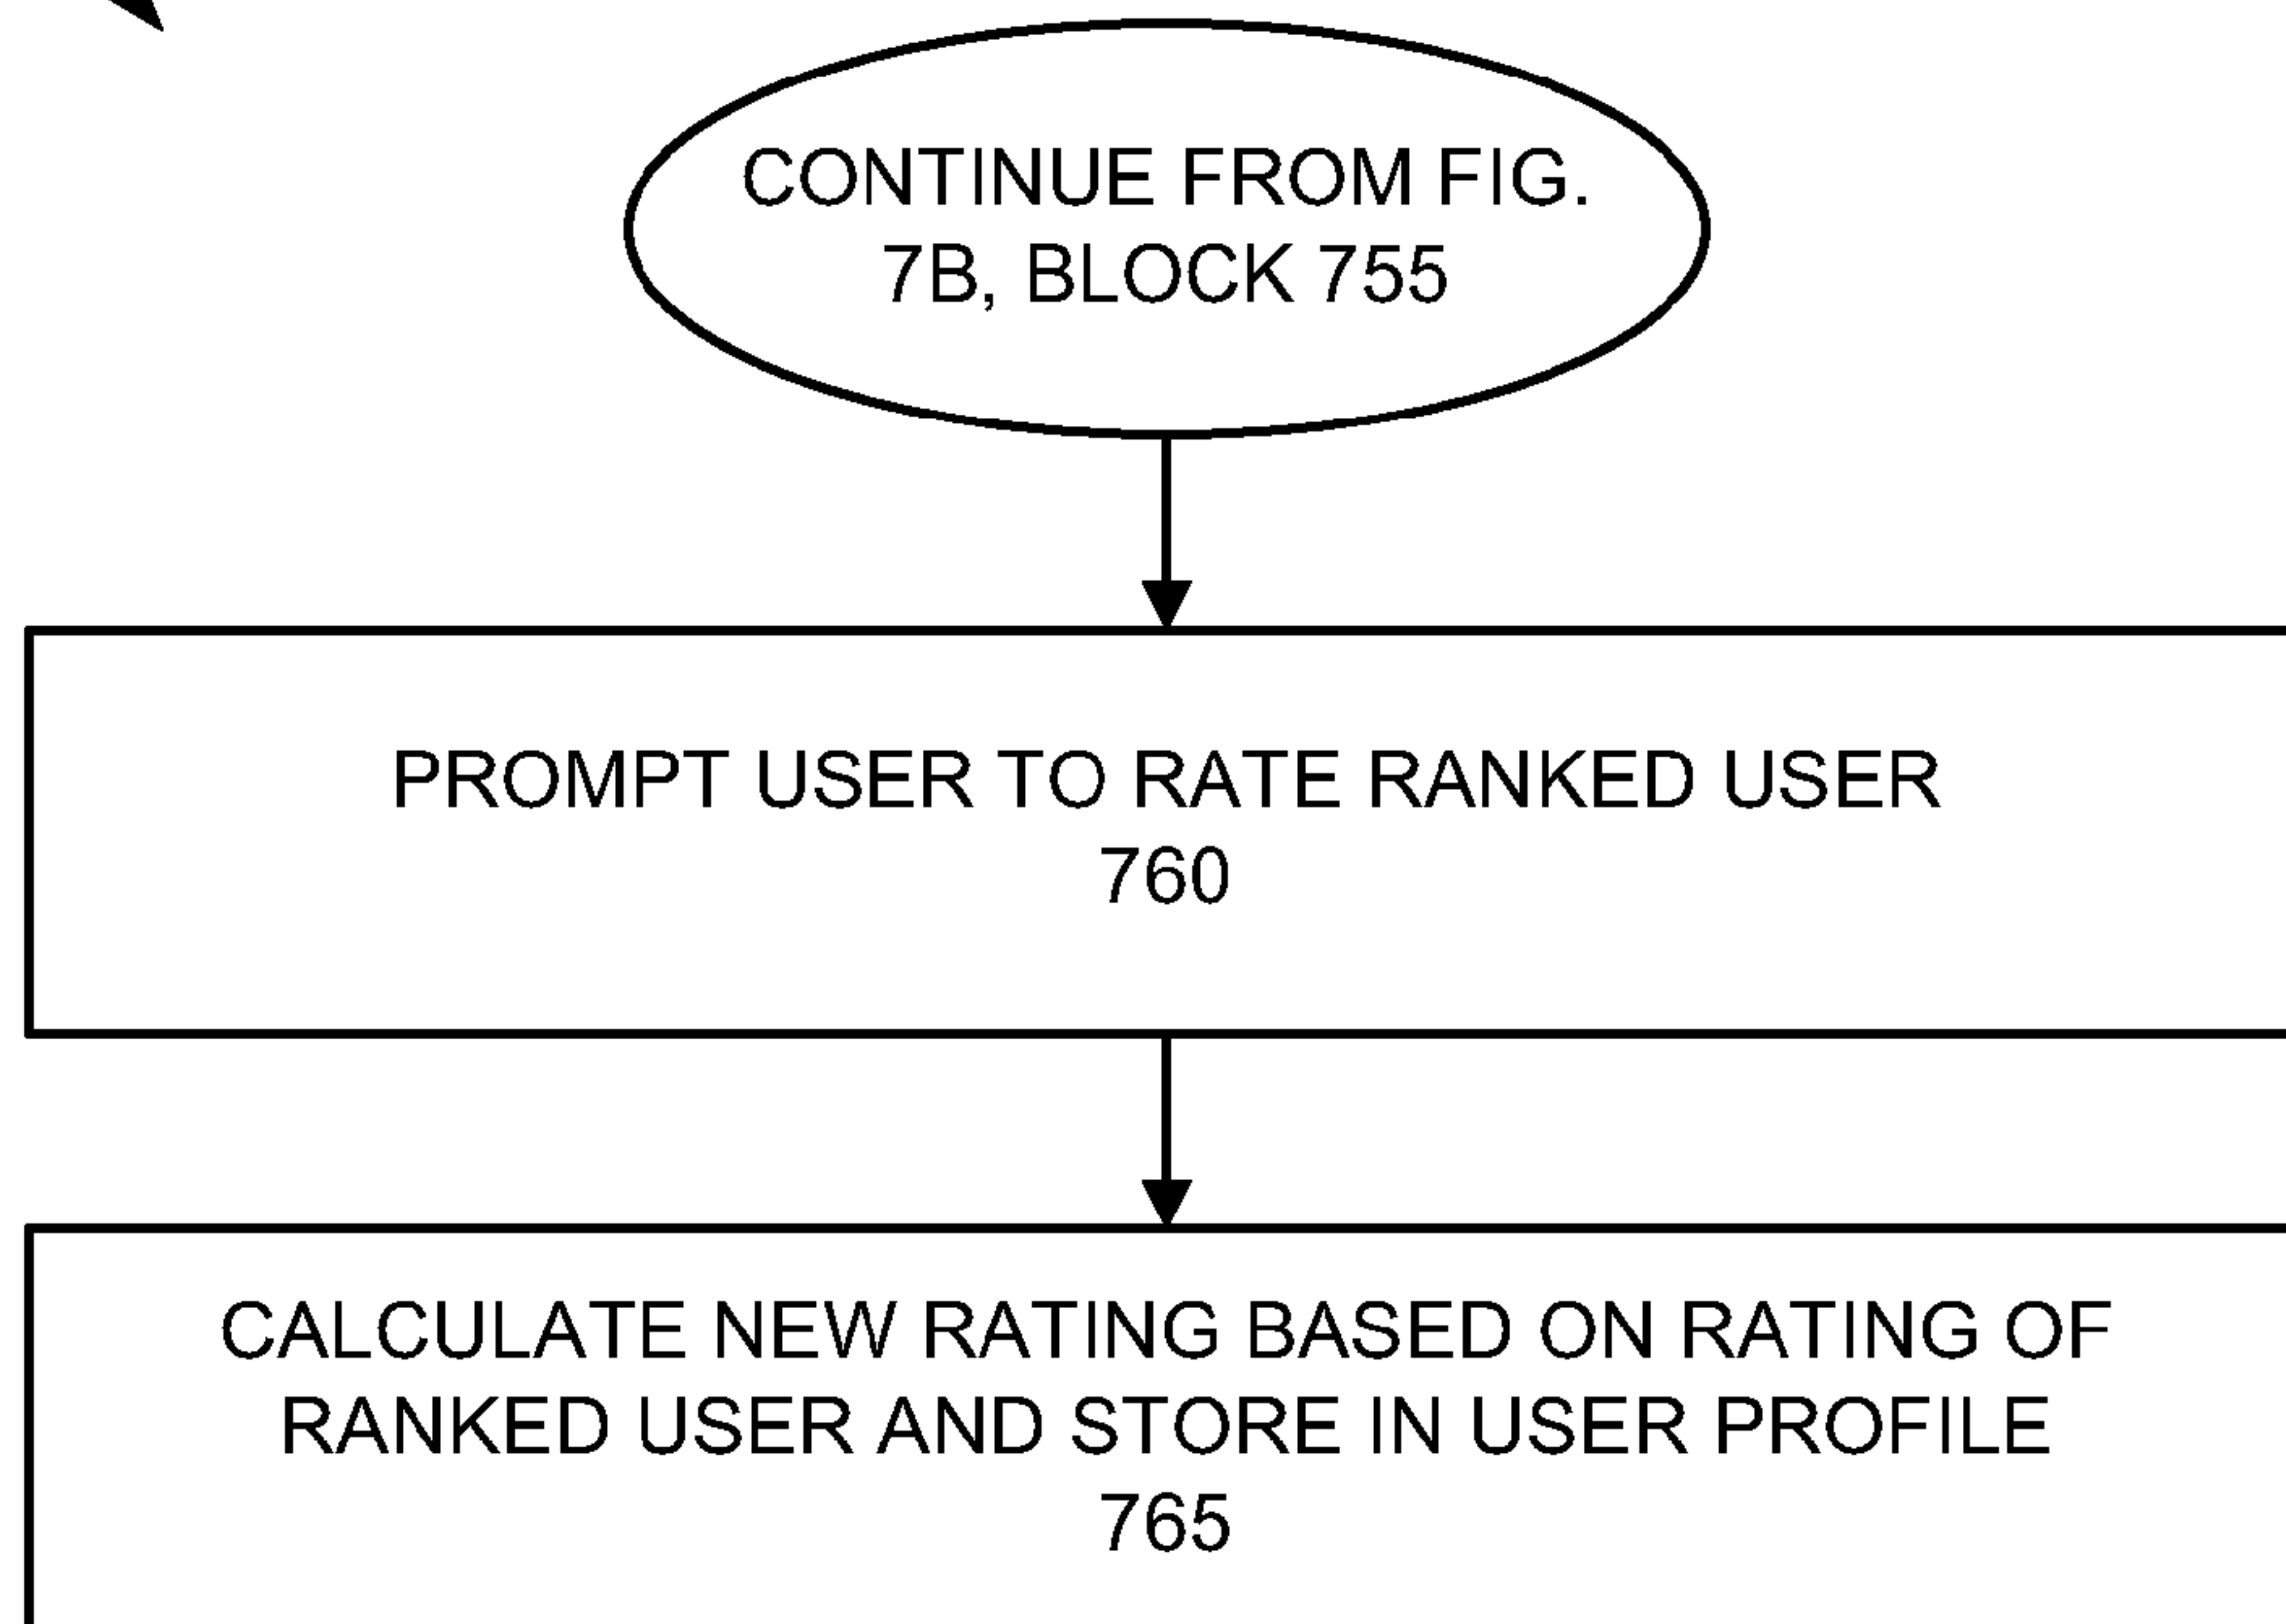 CONTINUE FROM FIG.
7B, BLOCK 755
PROMPT USER TO RATE RANKED USER
760
CALCULATE NEW RATING BASED ON RATING OF
RANKED USER AND STORE IN USER PROFILE
765